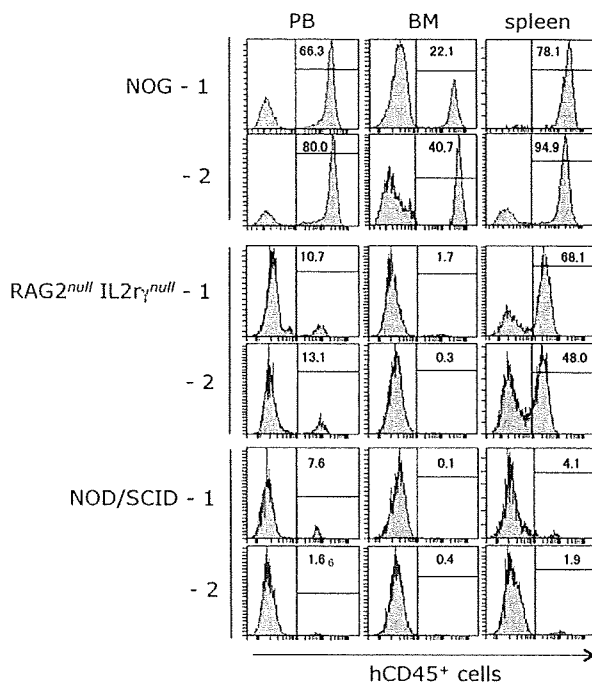 PB BM spleen
NOG - 1 66.3 22.1 78.1
- 2 80.0 40.7 94.9
RAG2null IL2rγnull - 1 10.7 1.7 68.1
- 2 13.1 0.3 48.0
NOD/SCID - 1 7.6 0.1 4.1
- 2 1.6 6 0.4 1.9
hCD45+ cells